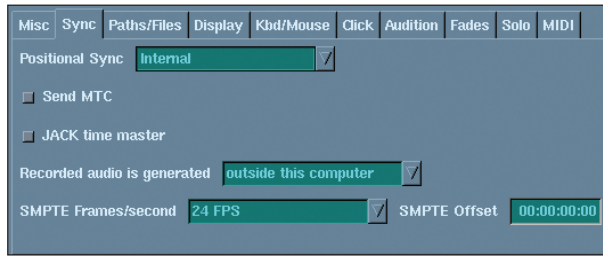 Misc Sync Paths/Files Display Kbd/Mouse Click Audition Fades Solo MIDI
Positional Sync Internal
Send MTC
JACK time master
Recorded audio is generated outside this computer
SMPTE Frames/second 24 FPS SMPTE Offset 00:00:00:00